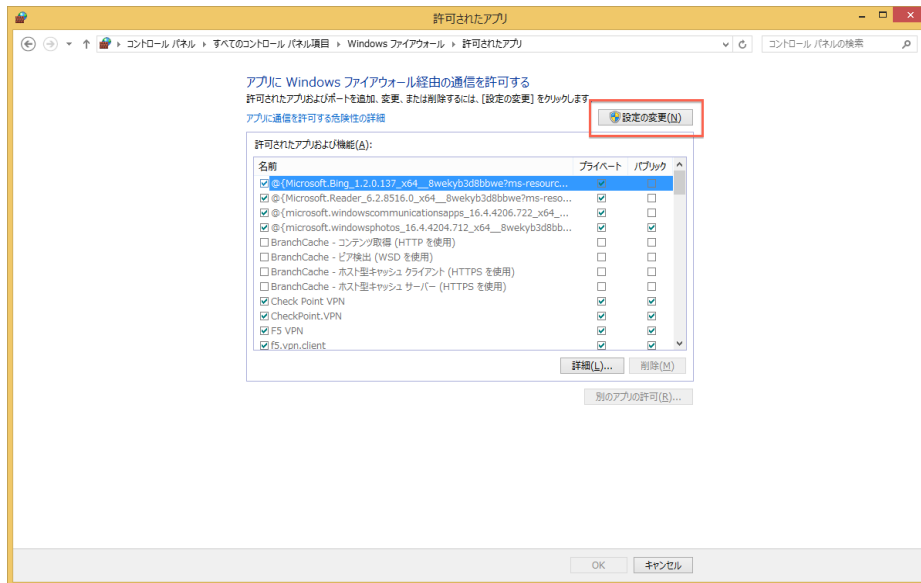 許可されたアプリ
コントロール パネル ▸ すべてのコントロール パネル項目 ▸ Windows ファイアウォール ▸ 許可されたアプリ
コントロール パネルの検索
アプリに Windows ファイアウォール経由の通信を許可する
許可されたアプリおよびポートを追加、変更、または削除するには、[設定の変更] をクリックします
アプリに通信を許可する危険性の詳細
設定の変更(N)
許可されたアプリおよび機能(A):
名前 プライベート パブリック
@{Microsoft.Bing_1.2.0.137_x64__8wekyb3d8bbwe?ms-resourc...
@{Microsoft.Reader_6.2.8516.0_x64__8wekyb3d8bbwe?ms-reso...
@{microsoft.windowscommunicationsapps_16.4.4206.722_x64_...
@{microsoft.windowsphotos_16.4.4204.712_x64__8wekyb3d8bb...
BranchCache - コンテンツ取得 (HTTP を使用)
BranchCache - ピア検出 (WSD を使用)
BranchCache - ホスト型キャッシュ クライアント (HTTPS を使用)
BranchCache - ホスト型キャッシュ サーバー (HTTPS を使用)
Check Point VPN
CheckPoint.VPN
F5 VPN
f5.vpn.client
詳細(L)... 削除(M)
別のアプリの許可(R)...
OK キャンセル